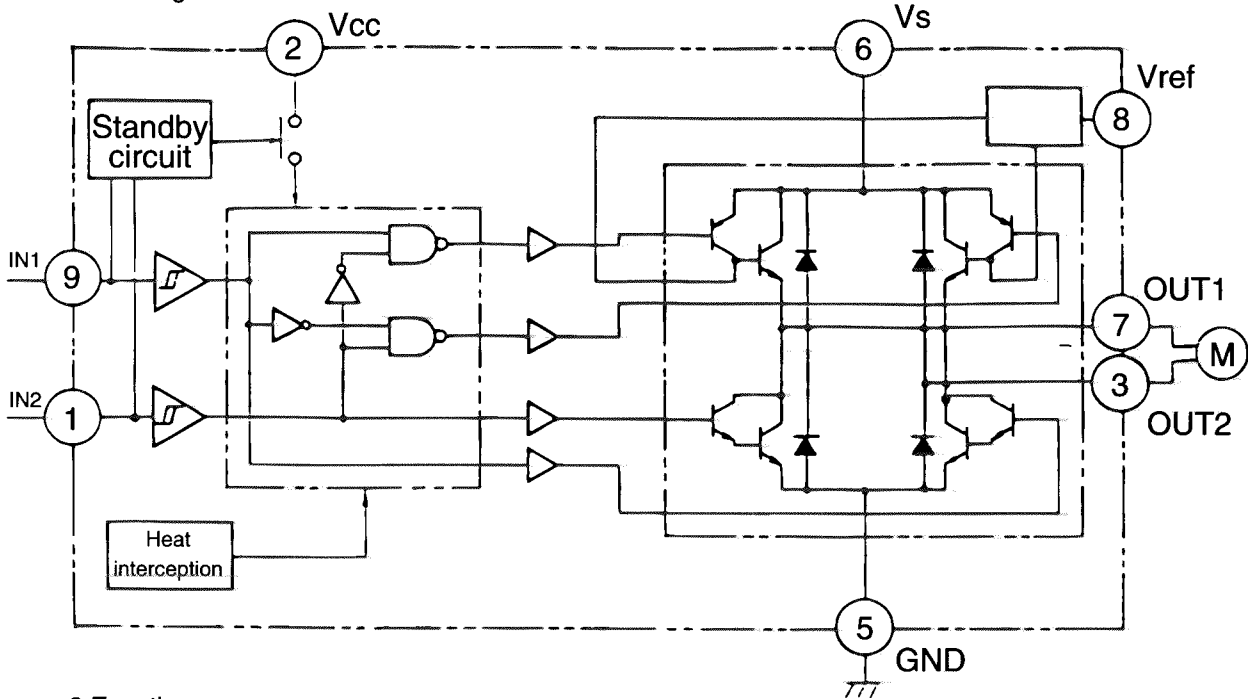 Vcc
2
Vs
6
Vref
8
Standby
circuit
IN1
9
OUT1
7
M
3
OUT2
IN2
1
Heat
interception
5
GND